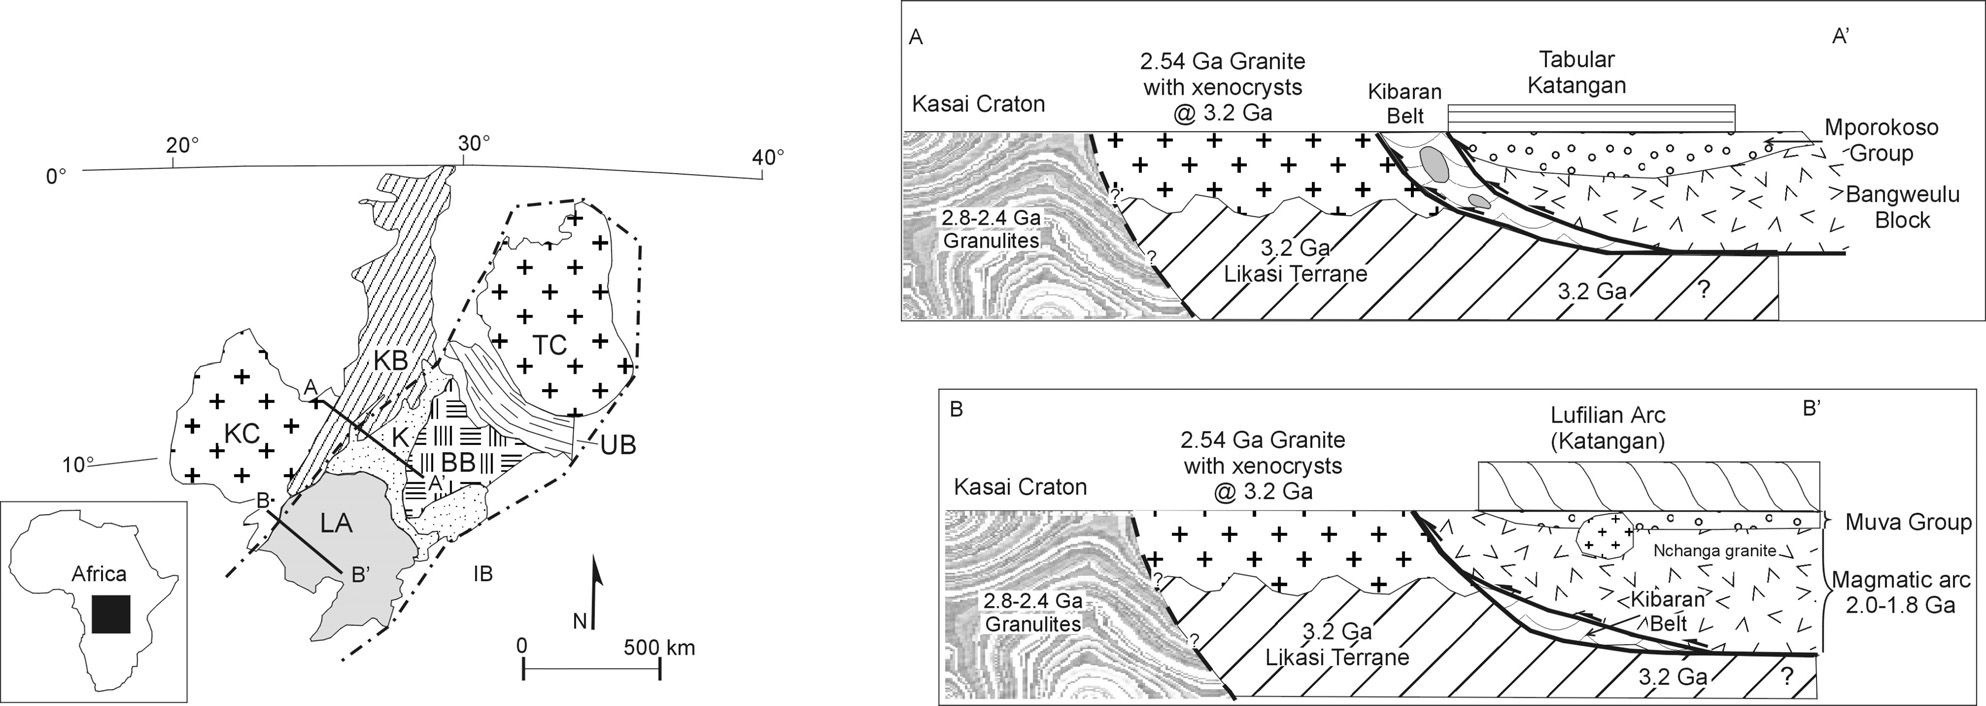 20°
30°
40°
0°
TC
KB
A
KC
K
BB
UB
10°
A'
B
LA
B'
IB
Africa
N
0
500 km
A
A'
2.54 Ga Granite
with xenocrysts
@ 3.2 Ga
Tabular
Katangan
Kibaran
Belt
Kasai Craton
Mporokoso
Group
Bangweulu
Block
?
2.8-2.4 Ga
Granulites
?
3.2 Ga
Likasi Terrane
3.2 Ga
?
B
B'
Lufilian Arc
(Katangan)
2.54 Ga Granite
with xenocrysts
@ 3.2 Ga
Kasai Craton
Muva Group
Nchanga granite
Magmatic arc
2.0-1.8 Ga
Kibaran
Belt
?
2.8-2.4 Ga
Granulites
?
3.2 Ga
Likasi Terrane
3.2 Ga
?